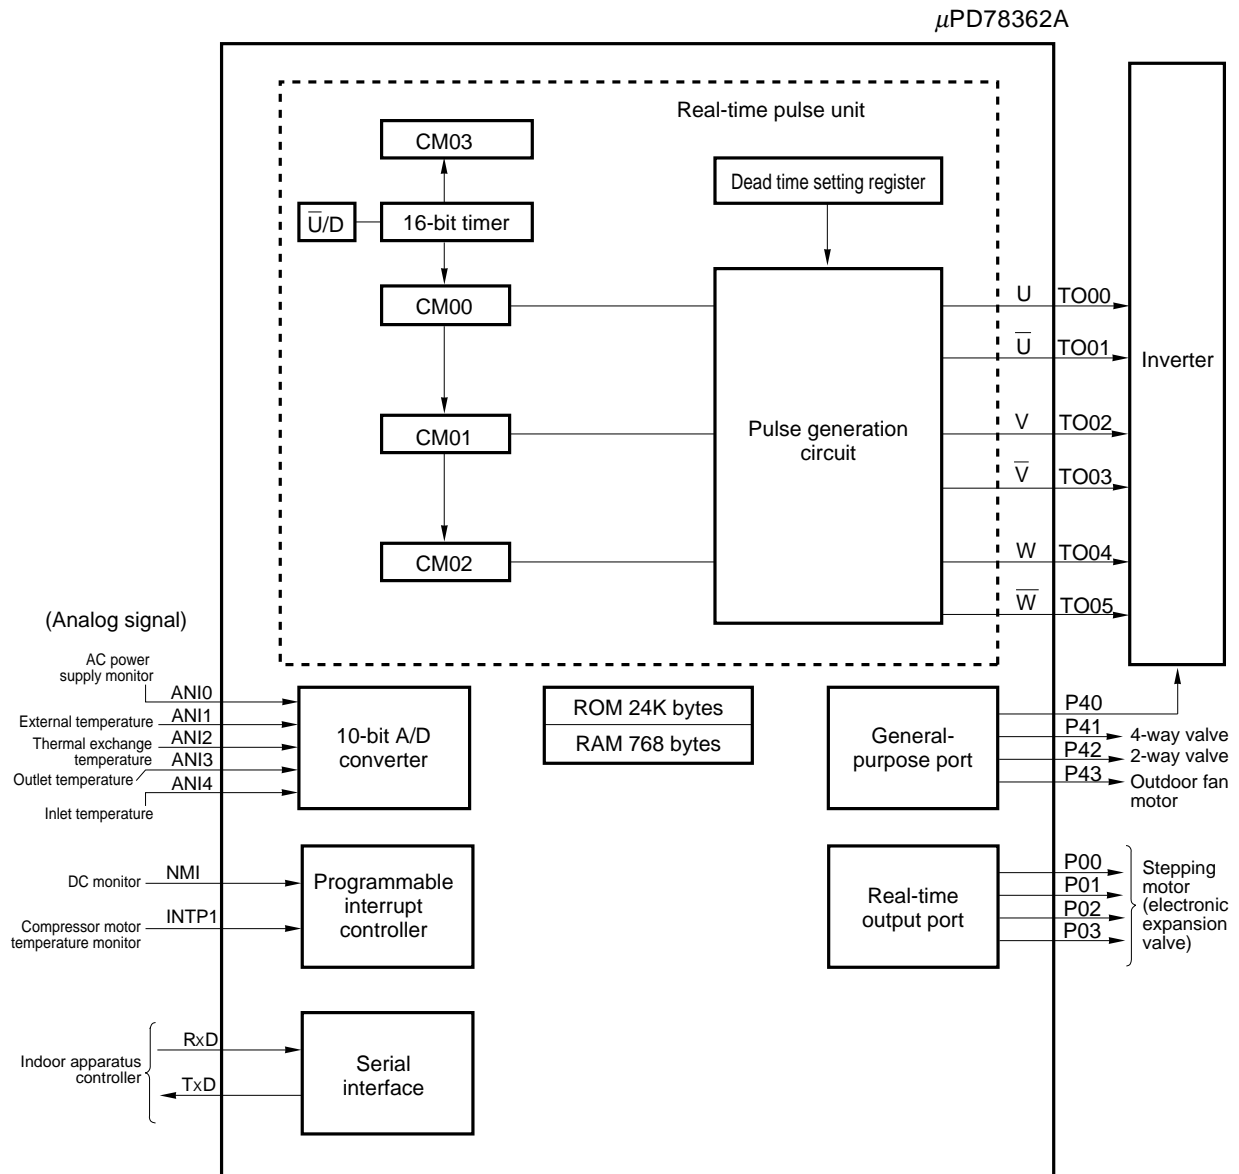 μPD78362A
Real-time pulse unit
CM03
Dead time setting register
U̅/D
16-bit timer
CM00
CM01
CM02
Pulse generation
circuit
U TO00
U̅ TO01
V TO02
V̅ TO03
W TO04
W̅ TO05
Inverter
(Analog signal)
AC power
supply monitor
ANI0
External temperature
ANI1
Thermal exchange
temperature
ANI2
Outlet temperature
ANI3
Inlet temperature
ANI4
10-bit A/D
converter
ROM 24K bytes
RAM 768 bytes
General-
purpose port
P40
P41
4-way valve
P42
2-way valve
P43
Outdoor fan
motor
DC monitor
NMI
Compressor motor
temperature monitor
INTP1
Programmable
interrupt
controller
Real-time
output port
P00
P01
P02
P03
Stepping
motor
(electronic
expansion
valve)
Indoor apparatus
controller
RxD
TxD
Serial
interface